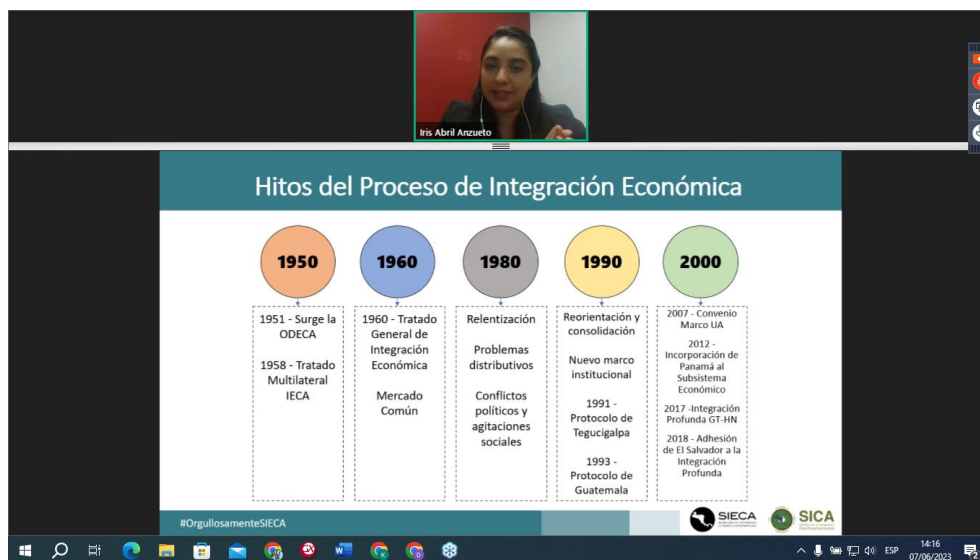 Iris Abril Anzueto
Hitos del Proceso de Integración Económica
1950
1951 - Surge la
ODECA
1958 - Tratado
Multilateral
IECA
1960
1960 - Tratado
General de
Integración
Económica
Mercado
Común
1980
Relentización
Problemas
distributivos
Conflictos
políticos y
agitaciones
sociales
1990
Reorientación y
consolidación
Nuevo marco
institucional
1991 -
Protocolo de
Tegucigalpa
1993 -
Protocolo de
Guatemala
2000
2007 - Convenio
Marco UA
2012 -
Incorporación de
Panamá al
Subsistema
Económico
2017 -Integración
Profunda GT-HN
2018 – Adhesión
de El Salvador a la
Integración
Profunda
#OrgullosamenteSIECA
SIECA
SICA
ESP
14:16
07/06/2023